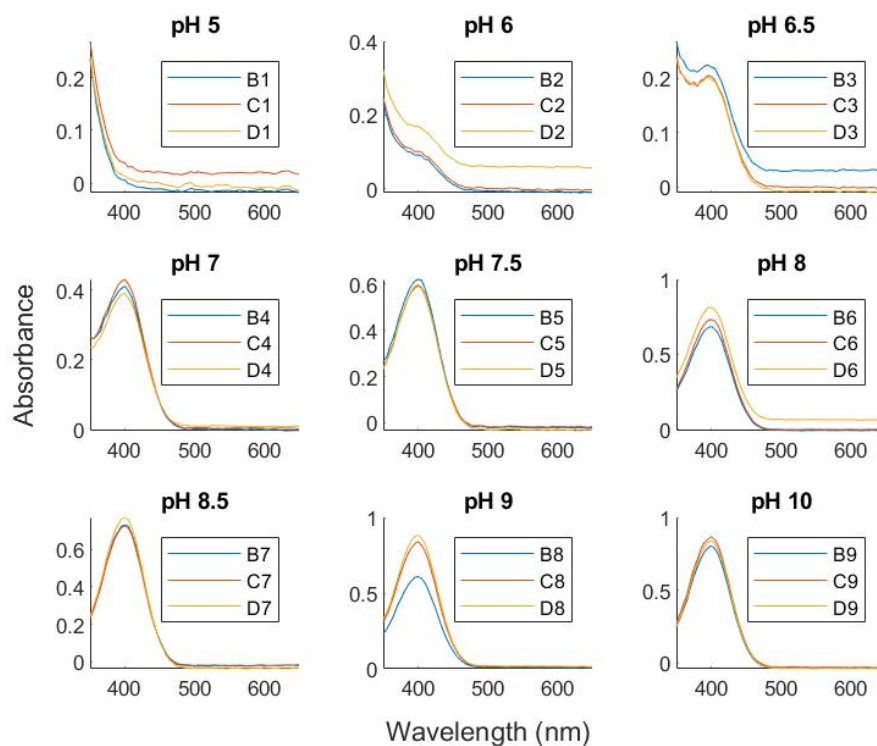 pH 5
0.2
0.1
0
B1
C1
D1
400 500 600
pH 6
0.4
0.2
0
B2
C2
D2
400 500 600
pH 6.5
0.2
0.1
0
B3
C3
D3
400 500 600
pH 7
0.4
0.2
0
B4
C4
D4
400 500 600
pH 7.5
0.6
0.4
0.2
0
B5
C5
D5
400 500 600
pH 8
1
0.5
0
B6
C6
D6
400 500 600
pH 8.5
0.6
0.4
0.2
0
B7
C7
D7
400 500 600
pH 9
1
0.5
0
B8
C8
D8
400 500 600
pH 10
1
0.5
0
B9
C9
D9
400 500 600
Absorbance
Wavelength (nm)